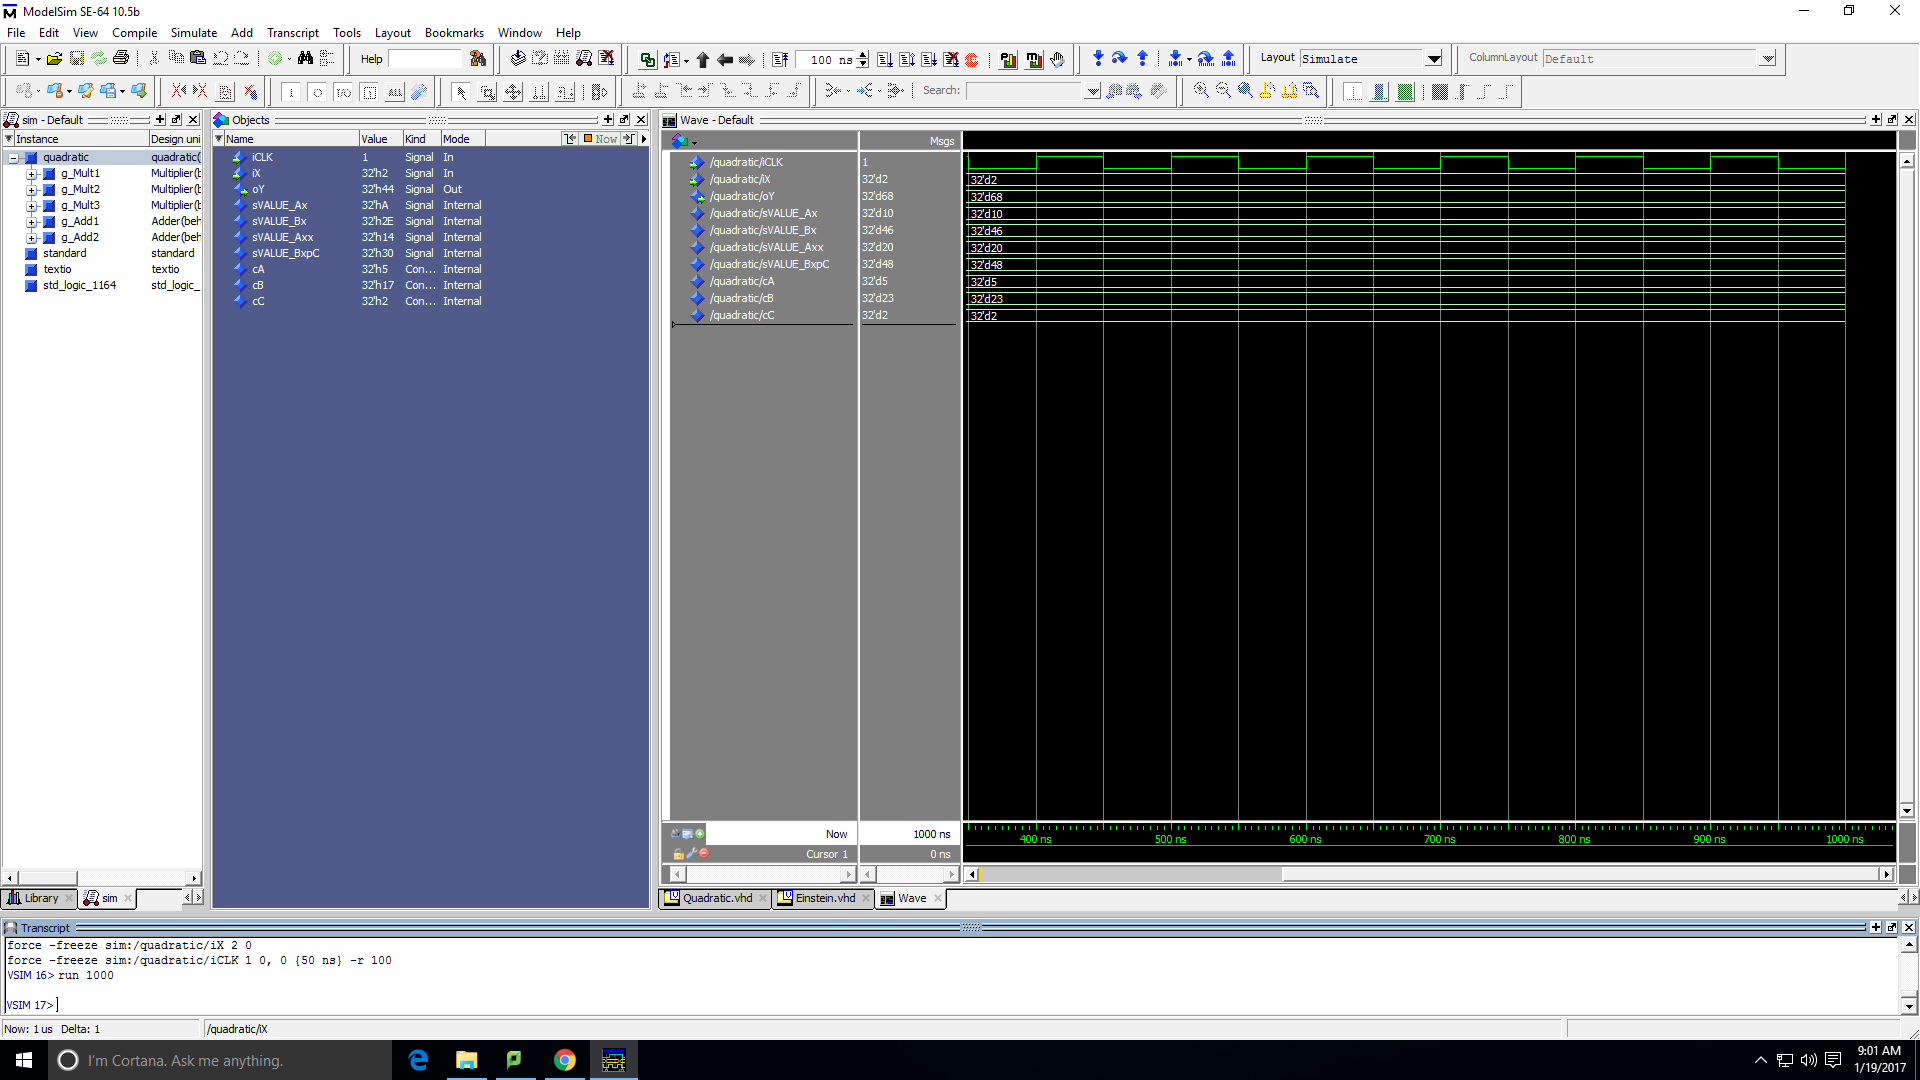 ModelSim SE-64 10.5b
File Edit View Compile Simulate Add Transcript Tools Layout Bookmarks Window Help
Help
100 ns
Layout Simulate
ColumnLayout Default
Search:
sim - Default
Instance Design uni
quadratic quadratic(
g_Mult1 Multiplier(b
g_Mult2 Multiplier(b
g_Mult3 Multiplier(b
g_Add1 Adder(beh
g_Add2 Adder(beh
standard standard
textio textio
std_logic_1164 std_logic_
Library sim
Objects
Name Value Kind Mode Now
iCLK 1 Signal In
iX 32'h2 Signal In
oY 32'h44 Signal Out
sVALUE_Ax 32'hA Signal Internal
sVALUE_Bx 32'h2E Signal Internal
sVALUE_Axx 32'h14 Signal Internal
sVALUE_BxpC 32'h30 Signal Internal
cA 32'h5 Con... Internal
cB 32'h17 Con... Internal
cC 32'h2 Con... Internal
Wave - Default
Msgs
/quadratic/iCLK 1
/quadratic/iX 32'd2 32'd2
/quadratic/oY 32'd68 32'd68
/quadratic/sVALUE_Ax 32'd10 32'd10
/quadratic/sVALUE_Bx 32'd46 32'd46
/quadratic/sVALUE_Axx 32'd20 32'd20
/quadratic/sVALUE_BxpC 32'd48 32'd48
/quadratic/cA 32'd5 32'd5
/quadratic/cB 32'd23 32'd23
/quadratic/cC 32'd2 32'd2
Now 1000 ns
400 ns 500 ns 600 ns 700 ns 800 ns 900 ns 1000 ns
Cursor 1 0 ns
Quadratic.vhd Einstein.vhd Wave
Transcript
force -freeze sim:/quadratic/iX 2 0
force -freeze sim:/quadratic/iCLK 1 0, 0 {50 ns} -r 100
VSIM 16> run 1000
VSIM 17>
Now: 1 us Delta: 1 /quadratic/iX
I'm Cortana. Ask me anything.
9:01 AM
1/19/2017